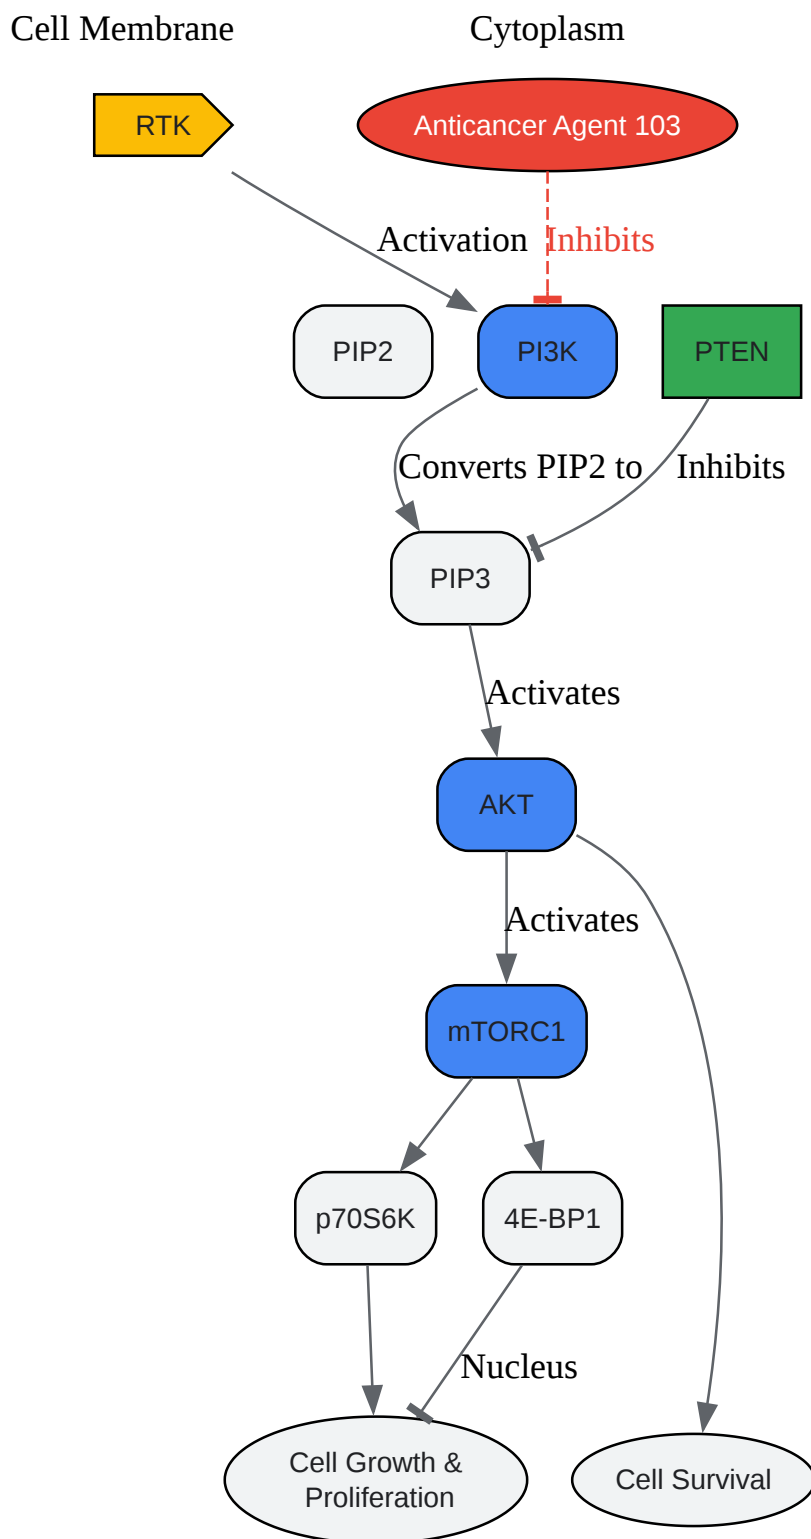 Cell Membrane
Cytoplasm
RTK
Anticancer Agent 103
Activation
Inhibits
PIP2
PI3K
PTEN
Converts PIP2 to
Inhibits
PIP3
Activates
AKT
Activates
mTORC1
p70S6K
4E-BP1
Nucleus
Cell Growth &
Proliferation
Cell Survival